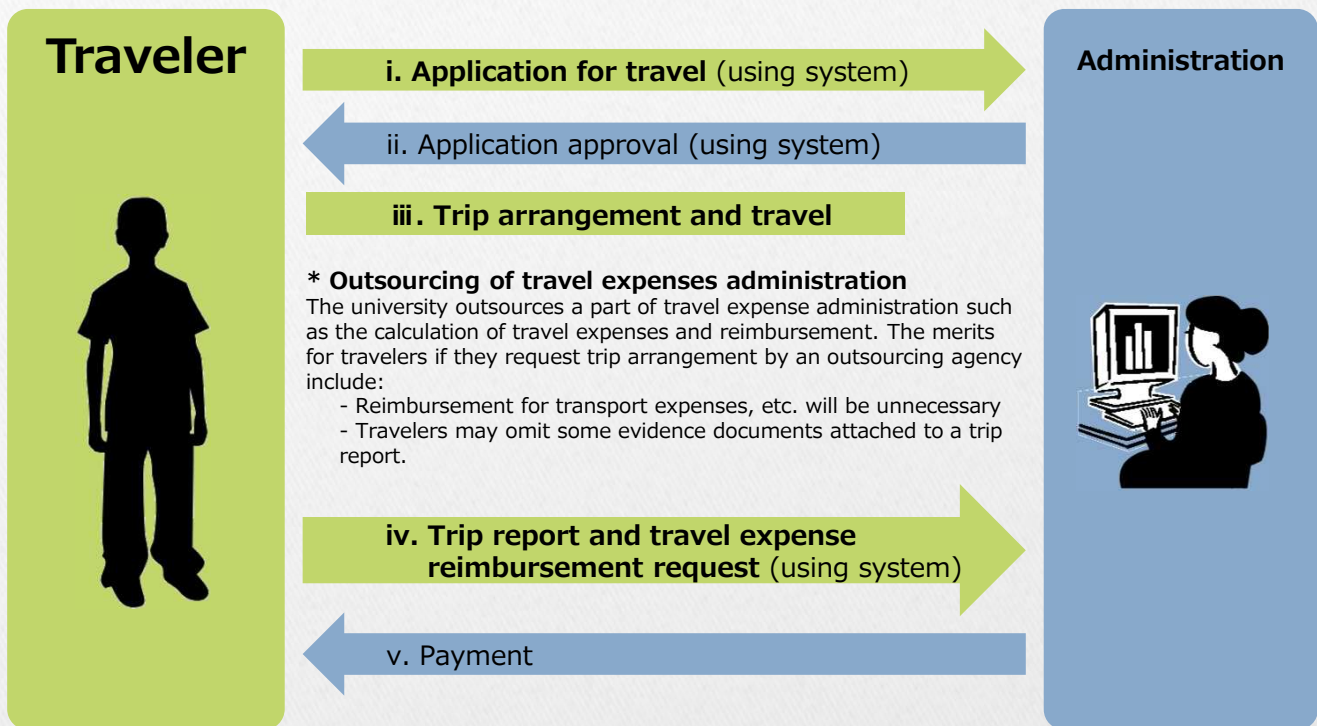 Traveler
Administration
i. Application for travel (using system)
ii. Application approval (using system)
ⅲ. Trip arrangement and travel
* Outsourcing of travel expenses administration
The university outsources a part of travel expense administration such
as the calculation of travel expenses and reimbursement. The merits
for travelers if they request trip arrangement by an outsourcing agency
include:
- Reimbursement for transport expenses, etc. will be unnecessary
- Travelers may omit some evidence documents attached to a trip
report.
iv. Trip report and travel expense
reimbursement request (using system)
v. Payment